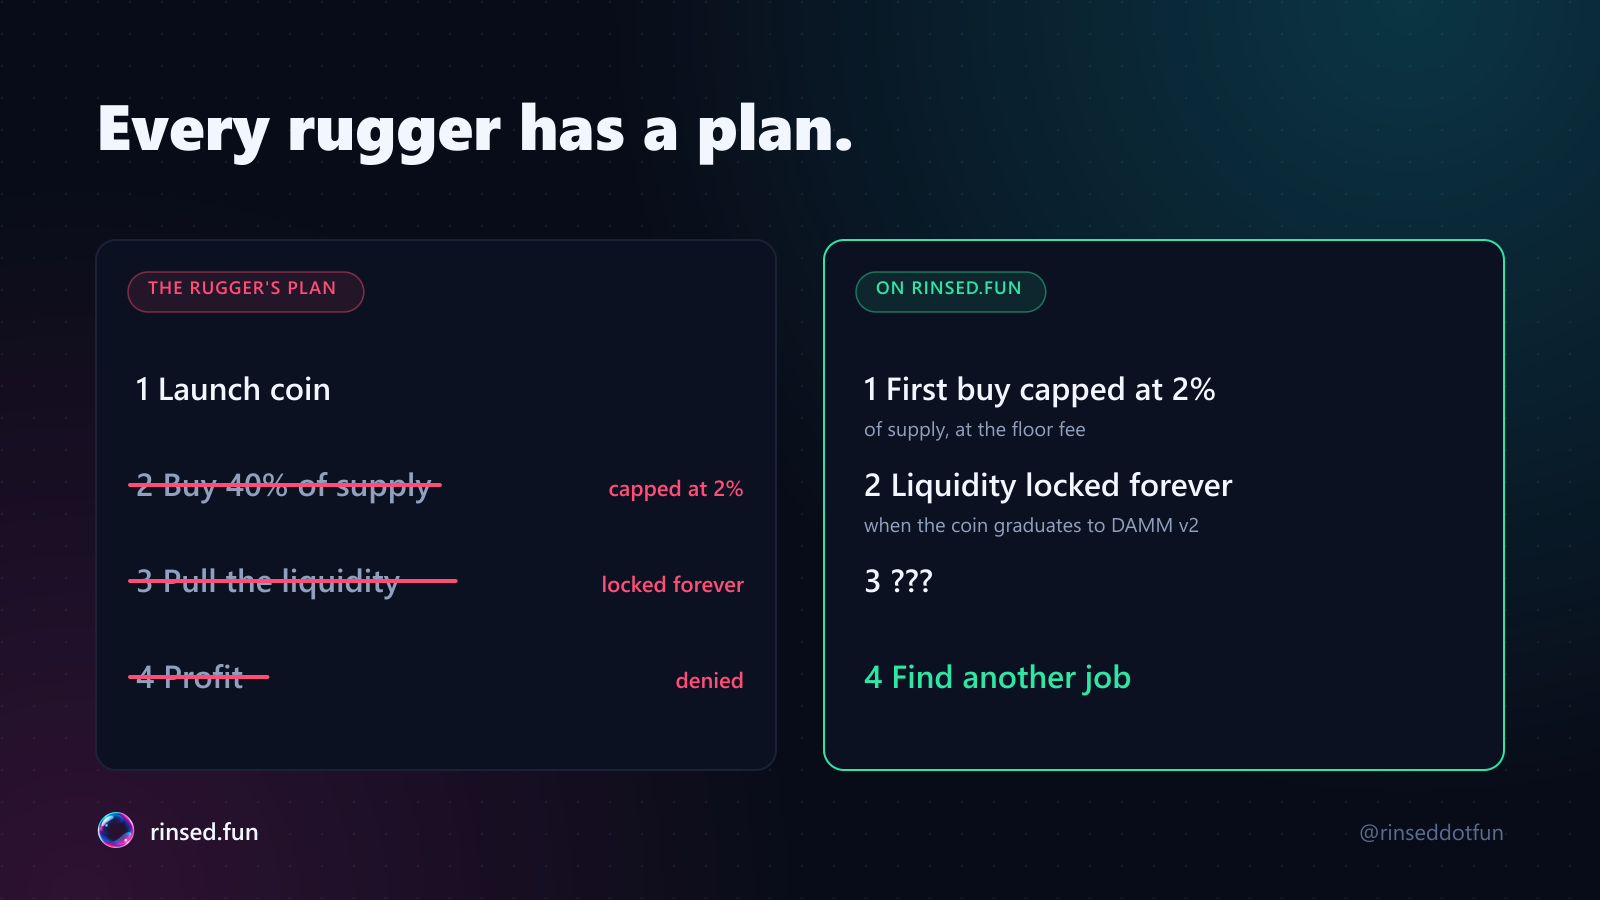 Every rugger has a plan.
THE RUGGER'S PLAN
1 Launch coin
2 Buy 40% of supply
capped at 2%
3 Pull the liquidity
locked forever
4 Profit
denied
ON RINSED.FUN
1 First buy capped at 2%
of supply, at the floor fee
2 Liquidity locked forever
when the coin graduates to DAMM v2
3 ???
4 Find another job
rinsed.fun
@rinseddotfun